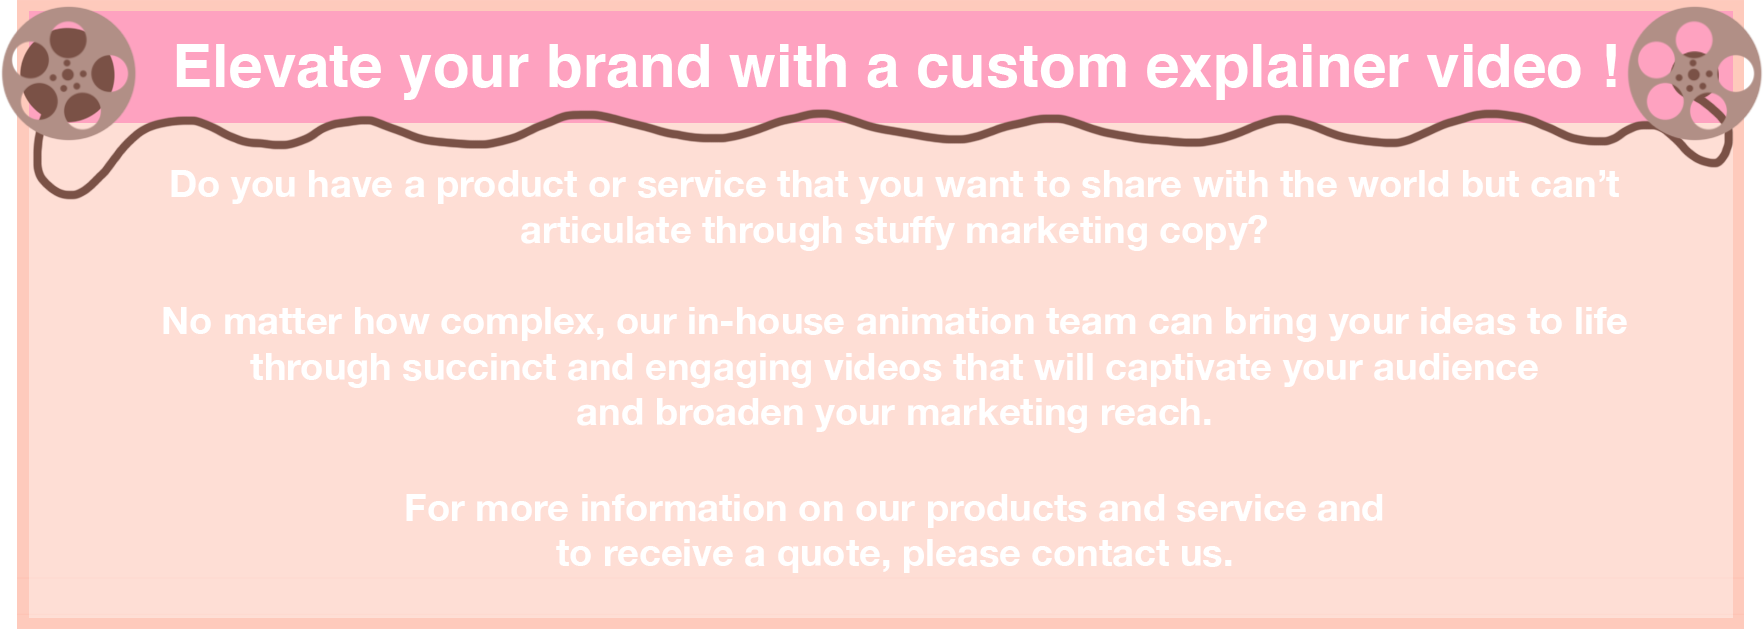 Elevate your brand with a custom explainer video !
Do you have a product or service that you want to share with the world but can’t
articulate through stuffy marketing copy?
No matter how complex, our in-house animation team can bring your ideas to life
through succinct and engaging videos that will captivate your audience
and broaden your marketing reach.
For more information on our products and service and
to receive a quote, please contact us.